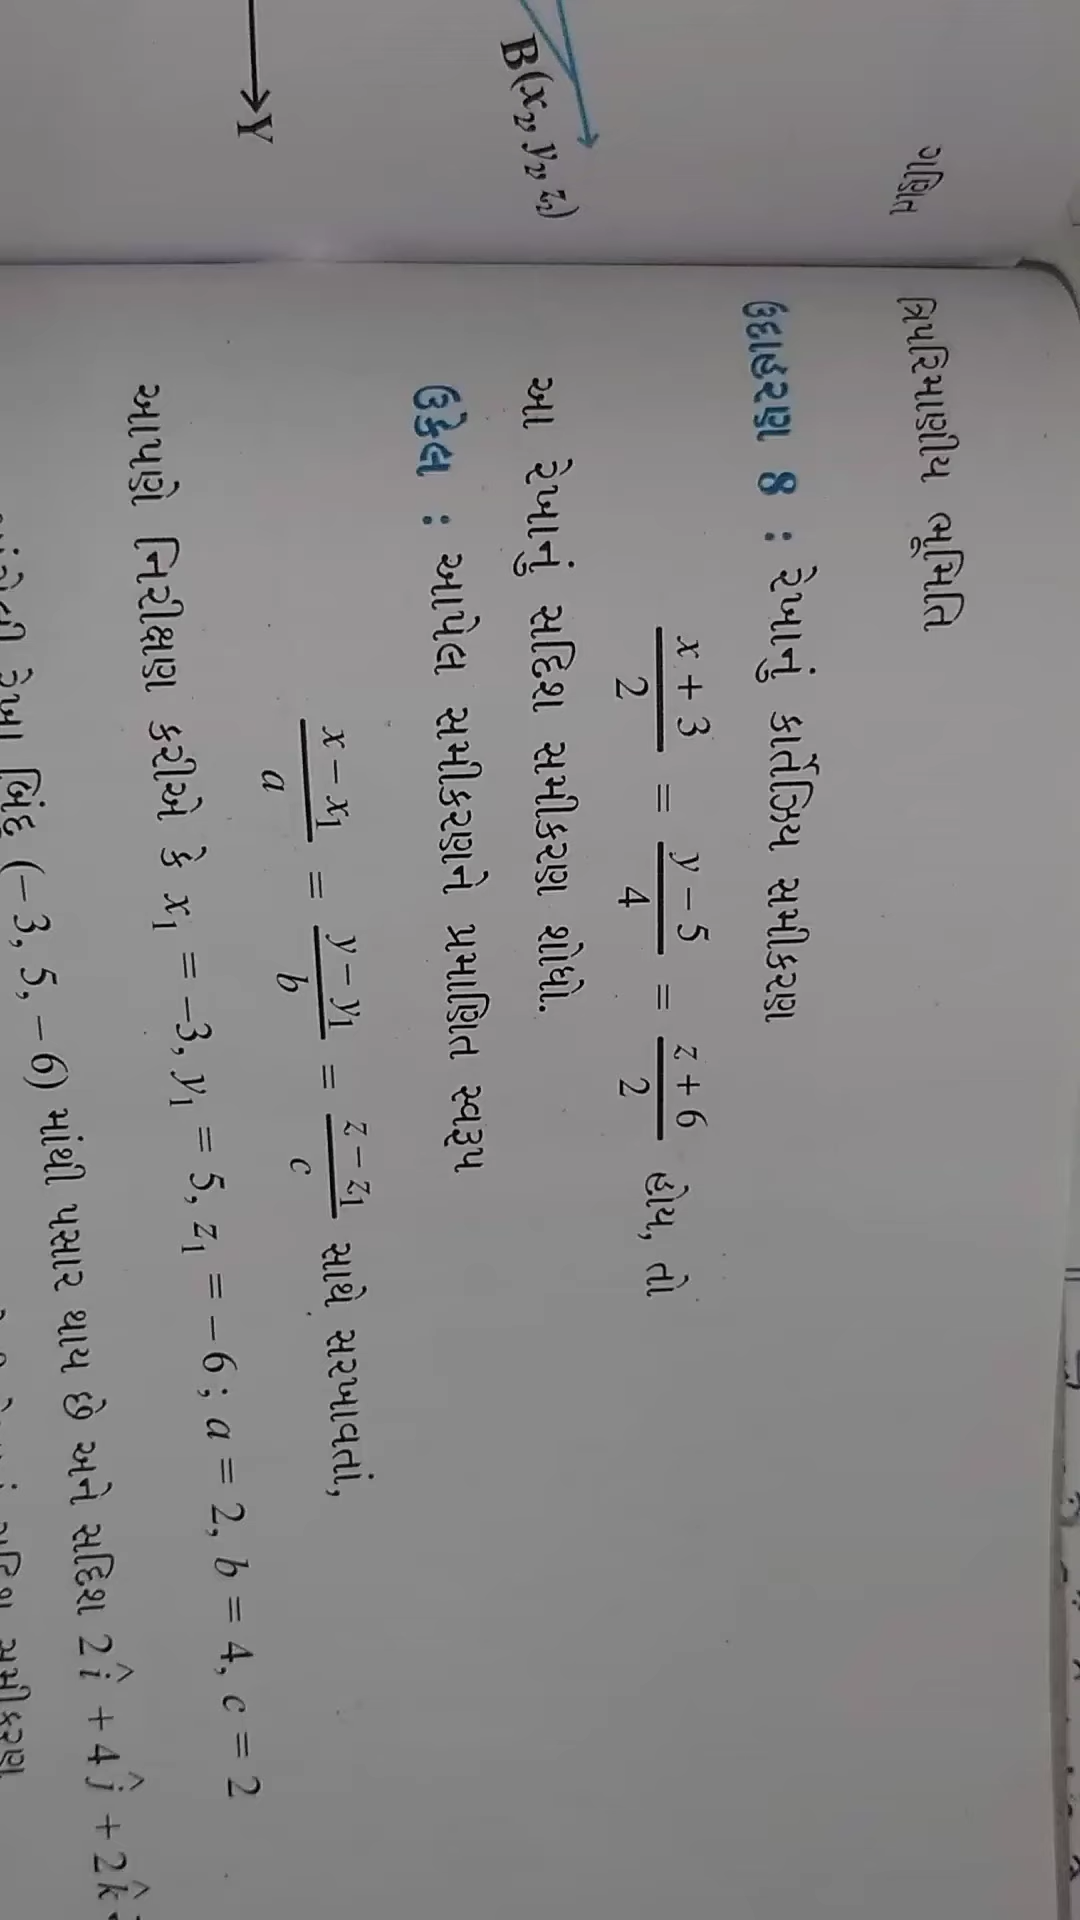 Y
B(x₂, y₂, z₂)
ગણિત
ત્રિપરિમાણીય ભૂમિતિ
ઉદાહરણ 8 : રેખાનું કાર્તેઝિય સમીકરણ
(x + 3)/2 = (y − 5)/4 = (z + 6)/2 હોય, તો
આ રેખાનું સદિશ સમીકરણ શોધો.
ઉકેલ : આપેલ સમીકરણને પ્રમાણિત સ્વરૂપ
(x − x₁)/a = (y − y₁)/b = (z − z₁)/c સાથે સરખાવતાં,
આપણે નિરીક્ષણ કરીએ કે x₁ = −3, y₁ = 5, z₁ = − 6; a = 2, b = 4, c = 2
રેખા બિંદુ (−3, 5, − 6) માંથી પસાર થાય છે અને સદિશ 2î + 4ĵ + 2k̂
સમીકરણ